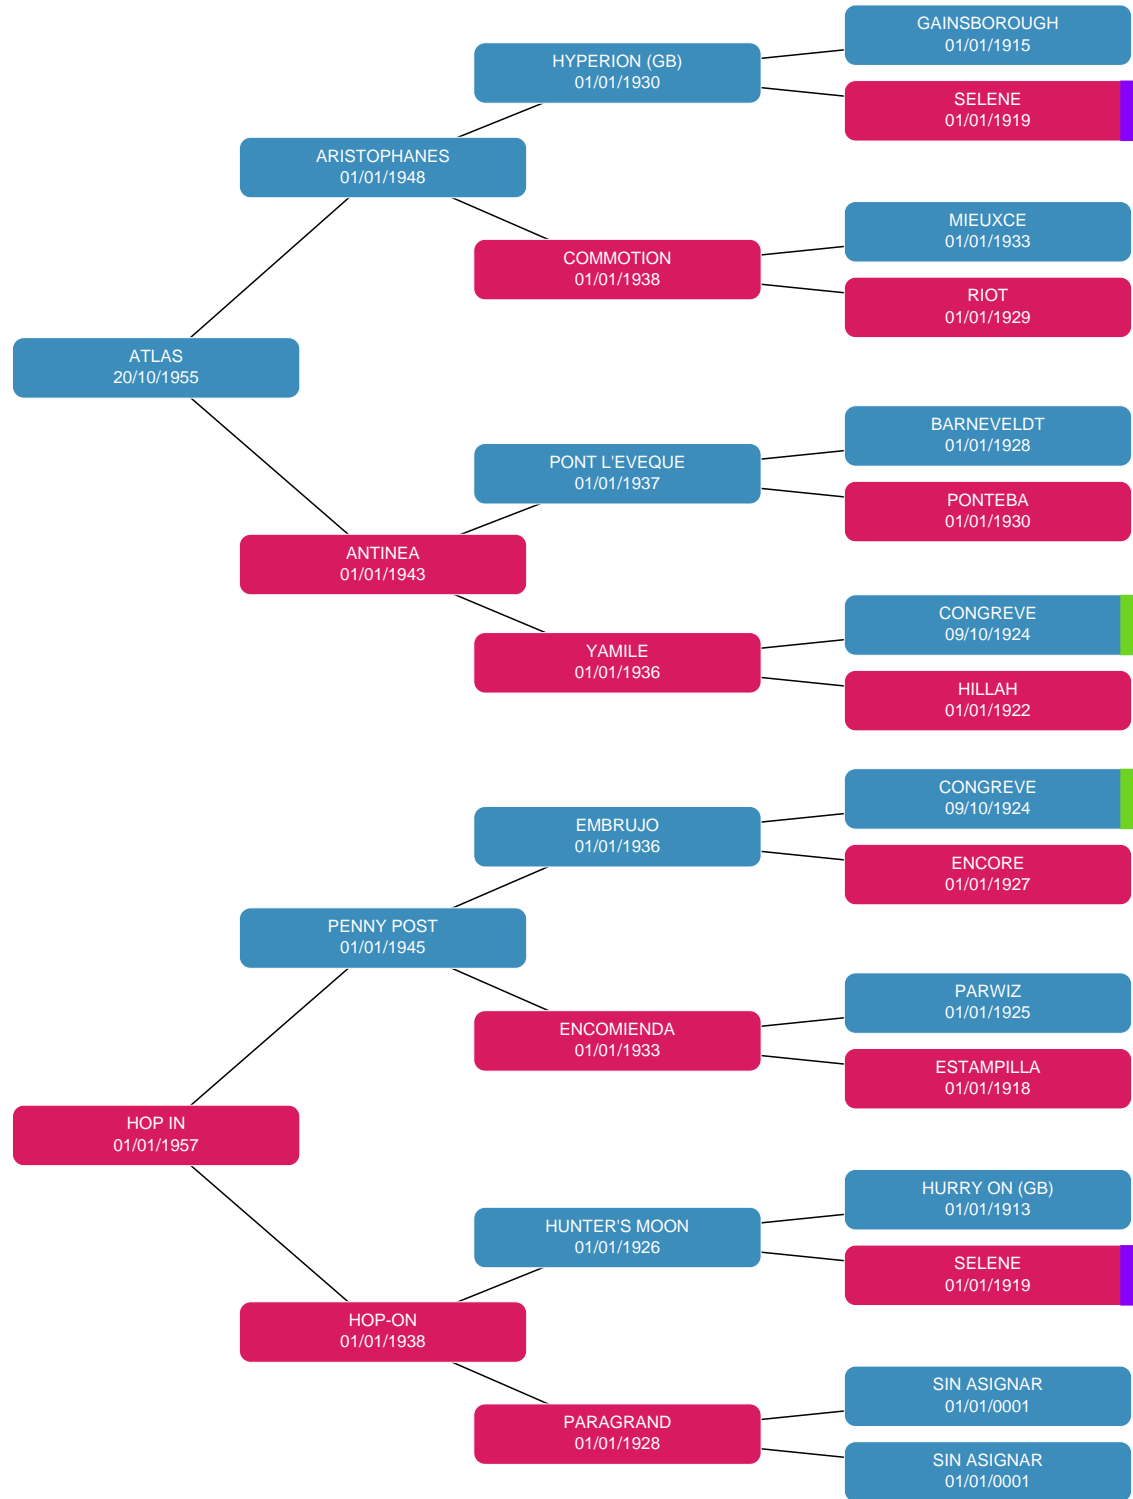 GAINSBOROUGH
01/01/1915
HYPERION (GB)
01/01/1930
SELENE
01/01/1919
ARISTOPHANES
01/01/1948
MIEUXCE
01/01/1933
COMMOTION
01/01/1938
RIOT
01/01/1929
ATLAS
20/10/1955
BARNEVELDT
01/01/1928
PONT L'EVEQUE
01/01/1937
PONTEBA
01/01/1930
ANTINEA
01/01/1943
CONGREVE
09/10/1924
YAMILE
01/01/1936
HILLAH
01/01/1922
CONGREVE
09/10/1924
EMBRUJO
01/01/1936
ENCORE
01/01/1927
PENNY POST
01/01/1945
PARWIZ
01/01/1925
ENCOMIENDA
01/01/1933
ESTAMPILLA
01/01/1918
HOP IN
01/01/1957
HURRY ON (GB)
01/01/1913
HUNTER'S MOON
01/01/1926
SELENE
01/01/1919
HOP-ON
01/01/1938
SIN ASIGNAR
01/01/0001
PARAGRAND
01/01/1928
SIN ASIGNAR
01/01/0001